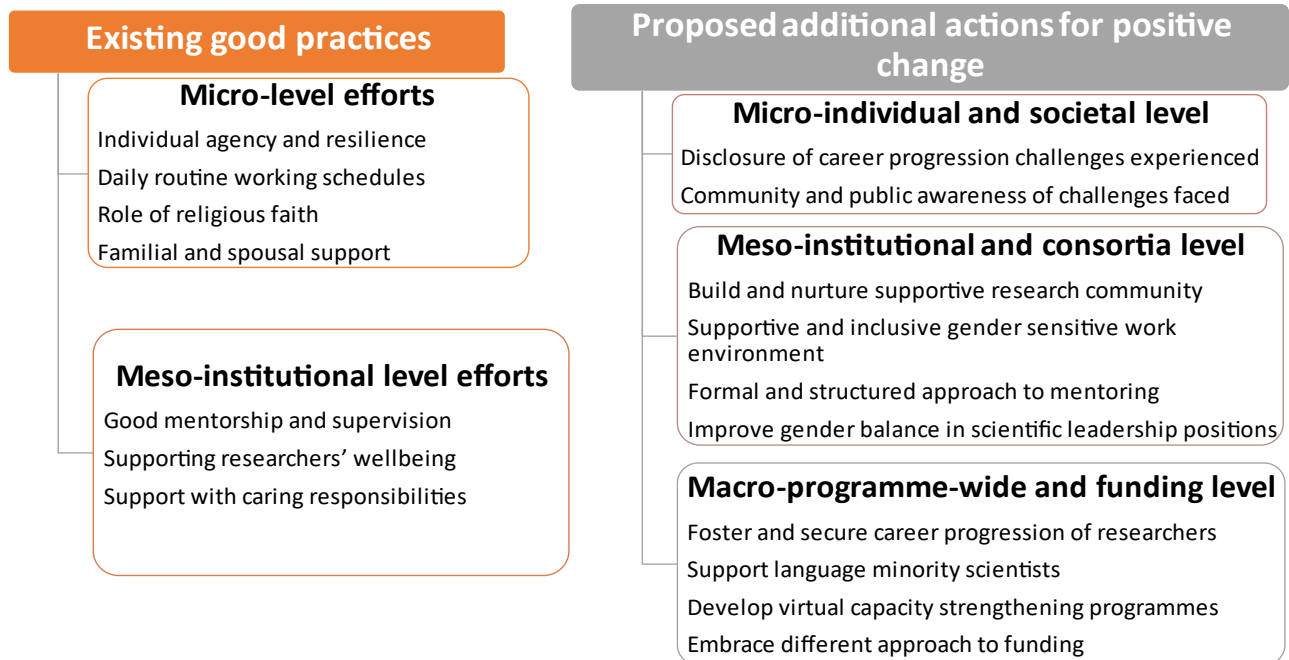 Existing good practices
Micro-level efforts
Individual agency and resilience
Daily routine working schedules
Role of religious faith
Familial and spousal support
Meso-institutional level efforts
Good mentorship and supervision
Supporting researchers’ wellbeing
Support with caring responsibilities
Proposed additional actions for positive
change
Micro-individual and societal level
Disclosure of career progression challenges experienced
Community and public awareness of challenges faced
Meso-institutional and consortia level
Build and nurture supportive research community
Supportive and inclusive gender sensitive work
environment
Formal and structured approach to mentoring
Improve gender balance in scientific leadership positions
Macro-programme-wide and funding level
Foster and secure career progression of researchers
Support language minority scientists
Develop virtual capacity strengthening programmes
Embrace different approach to funding